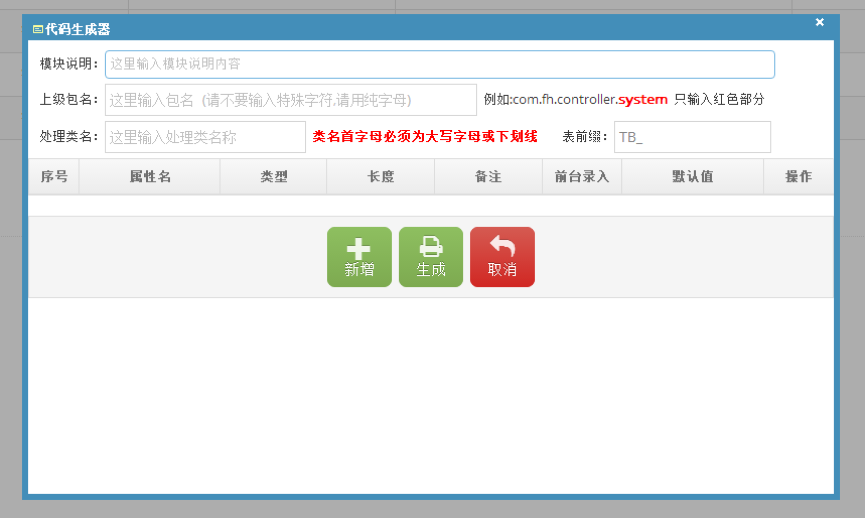 代码生成器
模块说明： 这里输入模块说明内容
上级包名： 这里输入包名 (请不要输入特殊字符,请用纯字母) 例如:com.fh.controller.system 只输入红色部分
处理类名： 这里输入处理类名称 类名首字母必须为大写字母或下划线 表前缀： TB_
序号 属性名 类型 长度 备注 前台录入 默认值 操作
新增 生成 取消